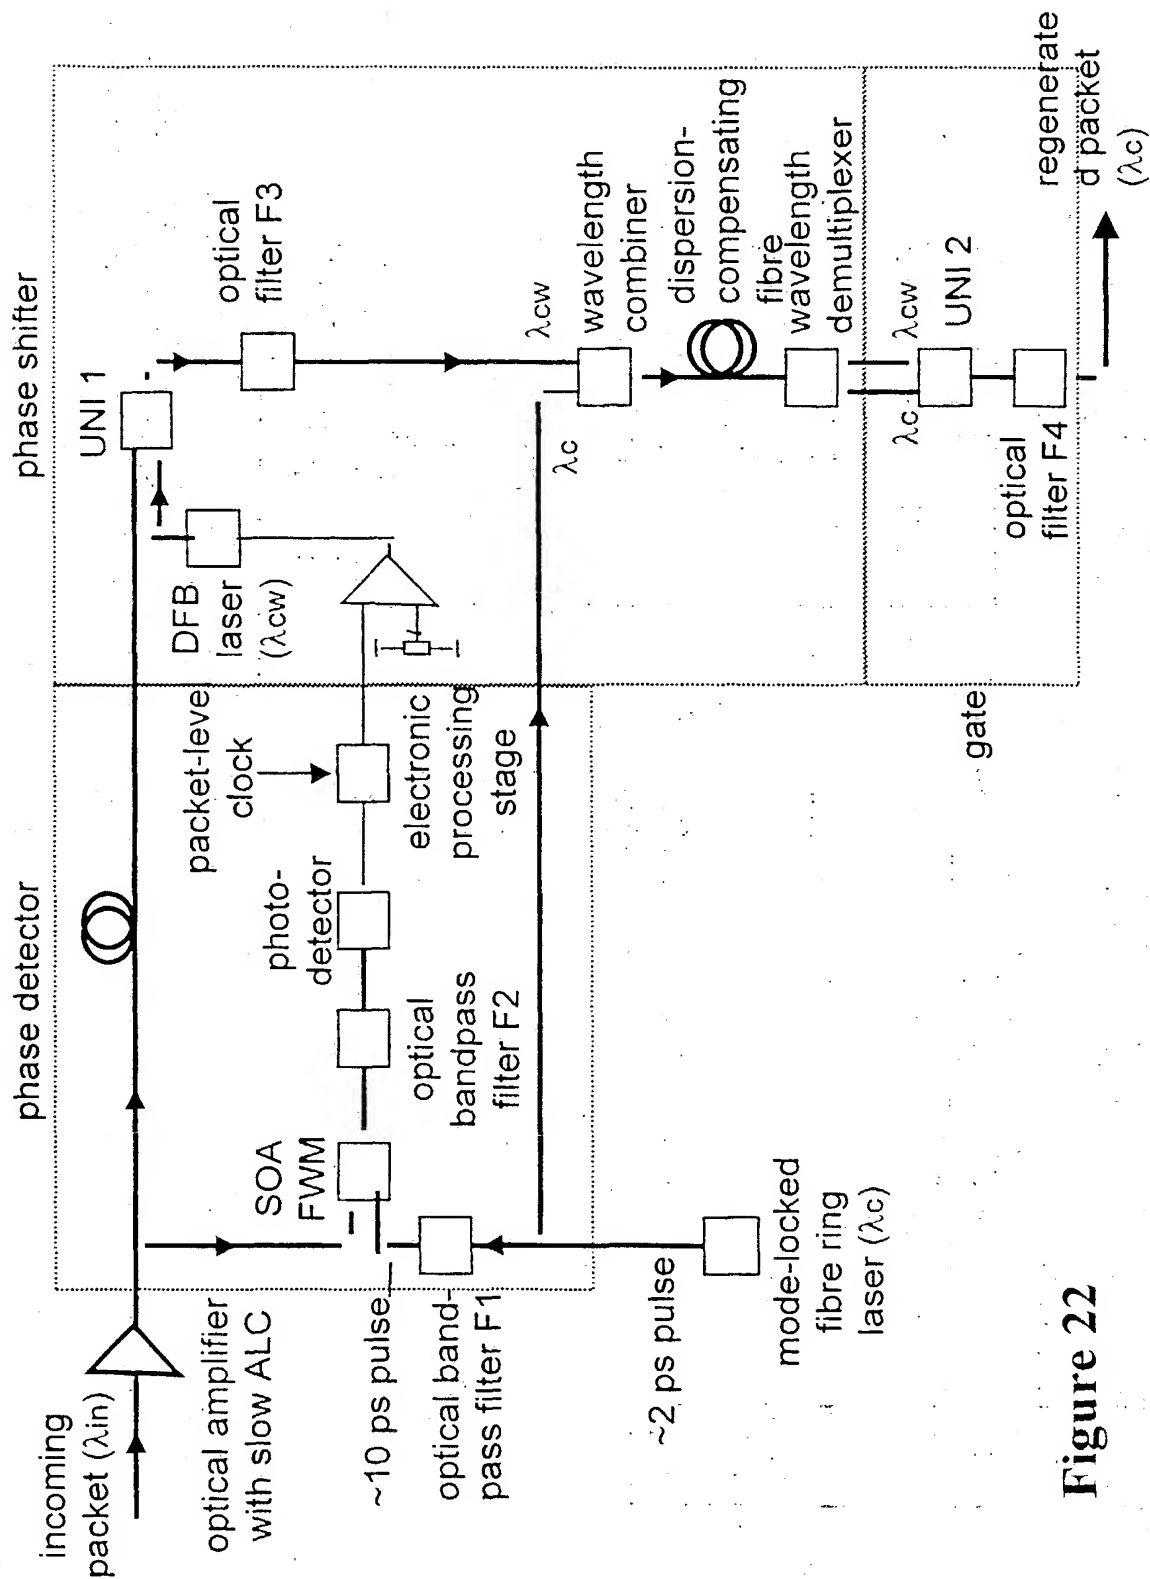 incoming
packet (λin)
optical amplifier
with slow ALC
~10 ps pulse
optical band-
pass filter F1
~2 ps pulse
mode-locked
fibre ring
laser (λc)
phase detector
SOA
FWM
optical
bandpass
filter F2
photo-
detector
packet-leve
clock
electronic
processing
stage
phase shifter
DFB
laser
(λcw)
UNI 1
optical
filter F3
λc
λcw
wavelength
combiner
dispersion-
compensating
fibre
wavelength
demultiplexer
gate
λc
λcw
UNI 2
optical
filter F4
regenerate
d packet
(λc)
Figure 22